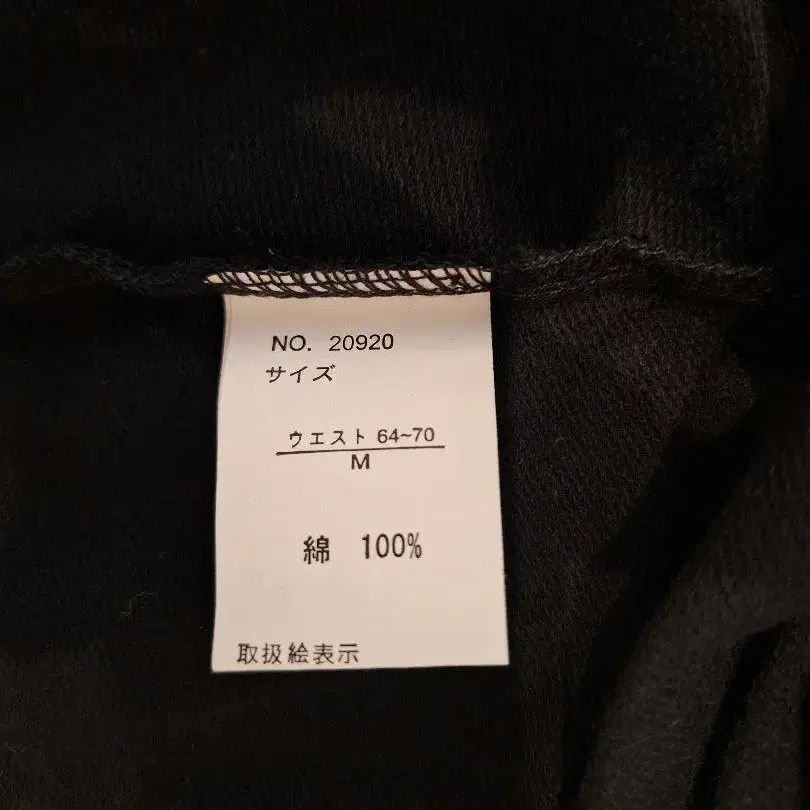 NO. 20920
サイズ
ウエスト 64~70
M
綿 100%
取扱絵表示